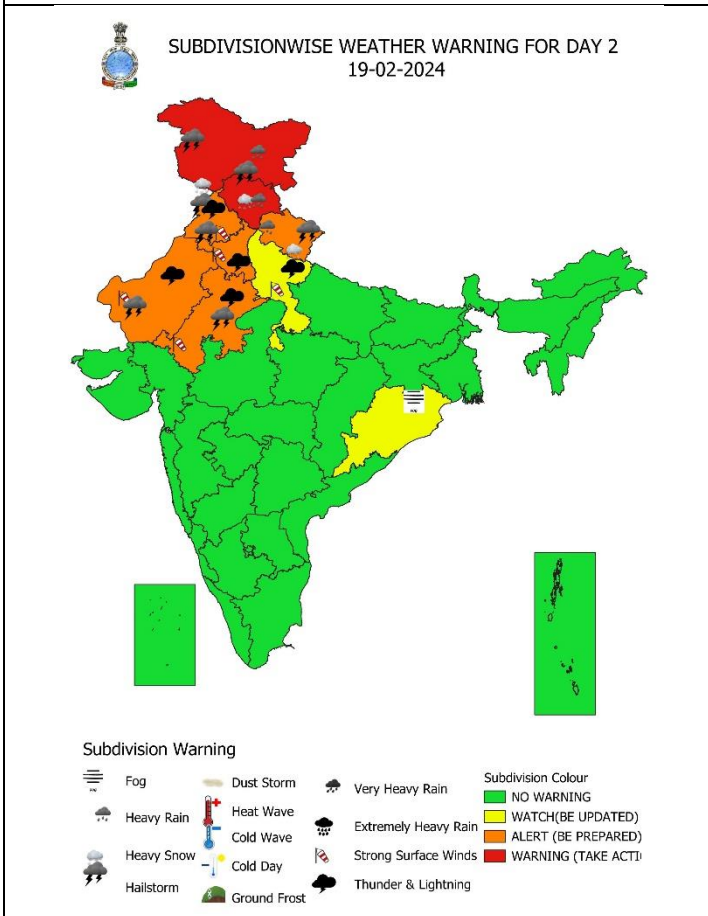 SUBDIVISIONWISE WEATHER WARNING FOR DAY 2
19-02-2024
Subdivision Warning
Fog
Heavy Rain
Heavy Snow
Hailstorm
Dust Storm
Heat Wave
Cold Wave
Cold Day
Ground Frost
Very Heavy Rain
Extremely Heavy Rain
Strong Surface Winds
Thunder & Lightning
Subdivision Colour
NO WARNING
WATCH(BE UPDATED)
ALERT (BE PREPARED)
WARNING (TAKE ACTI